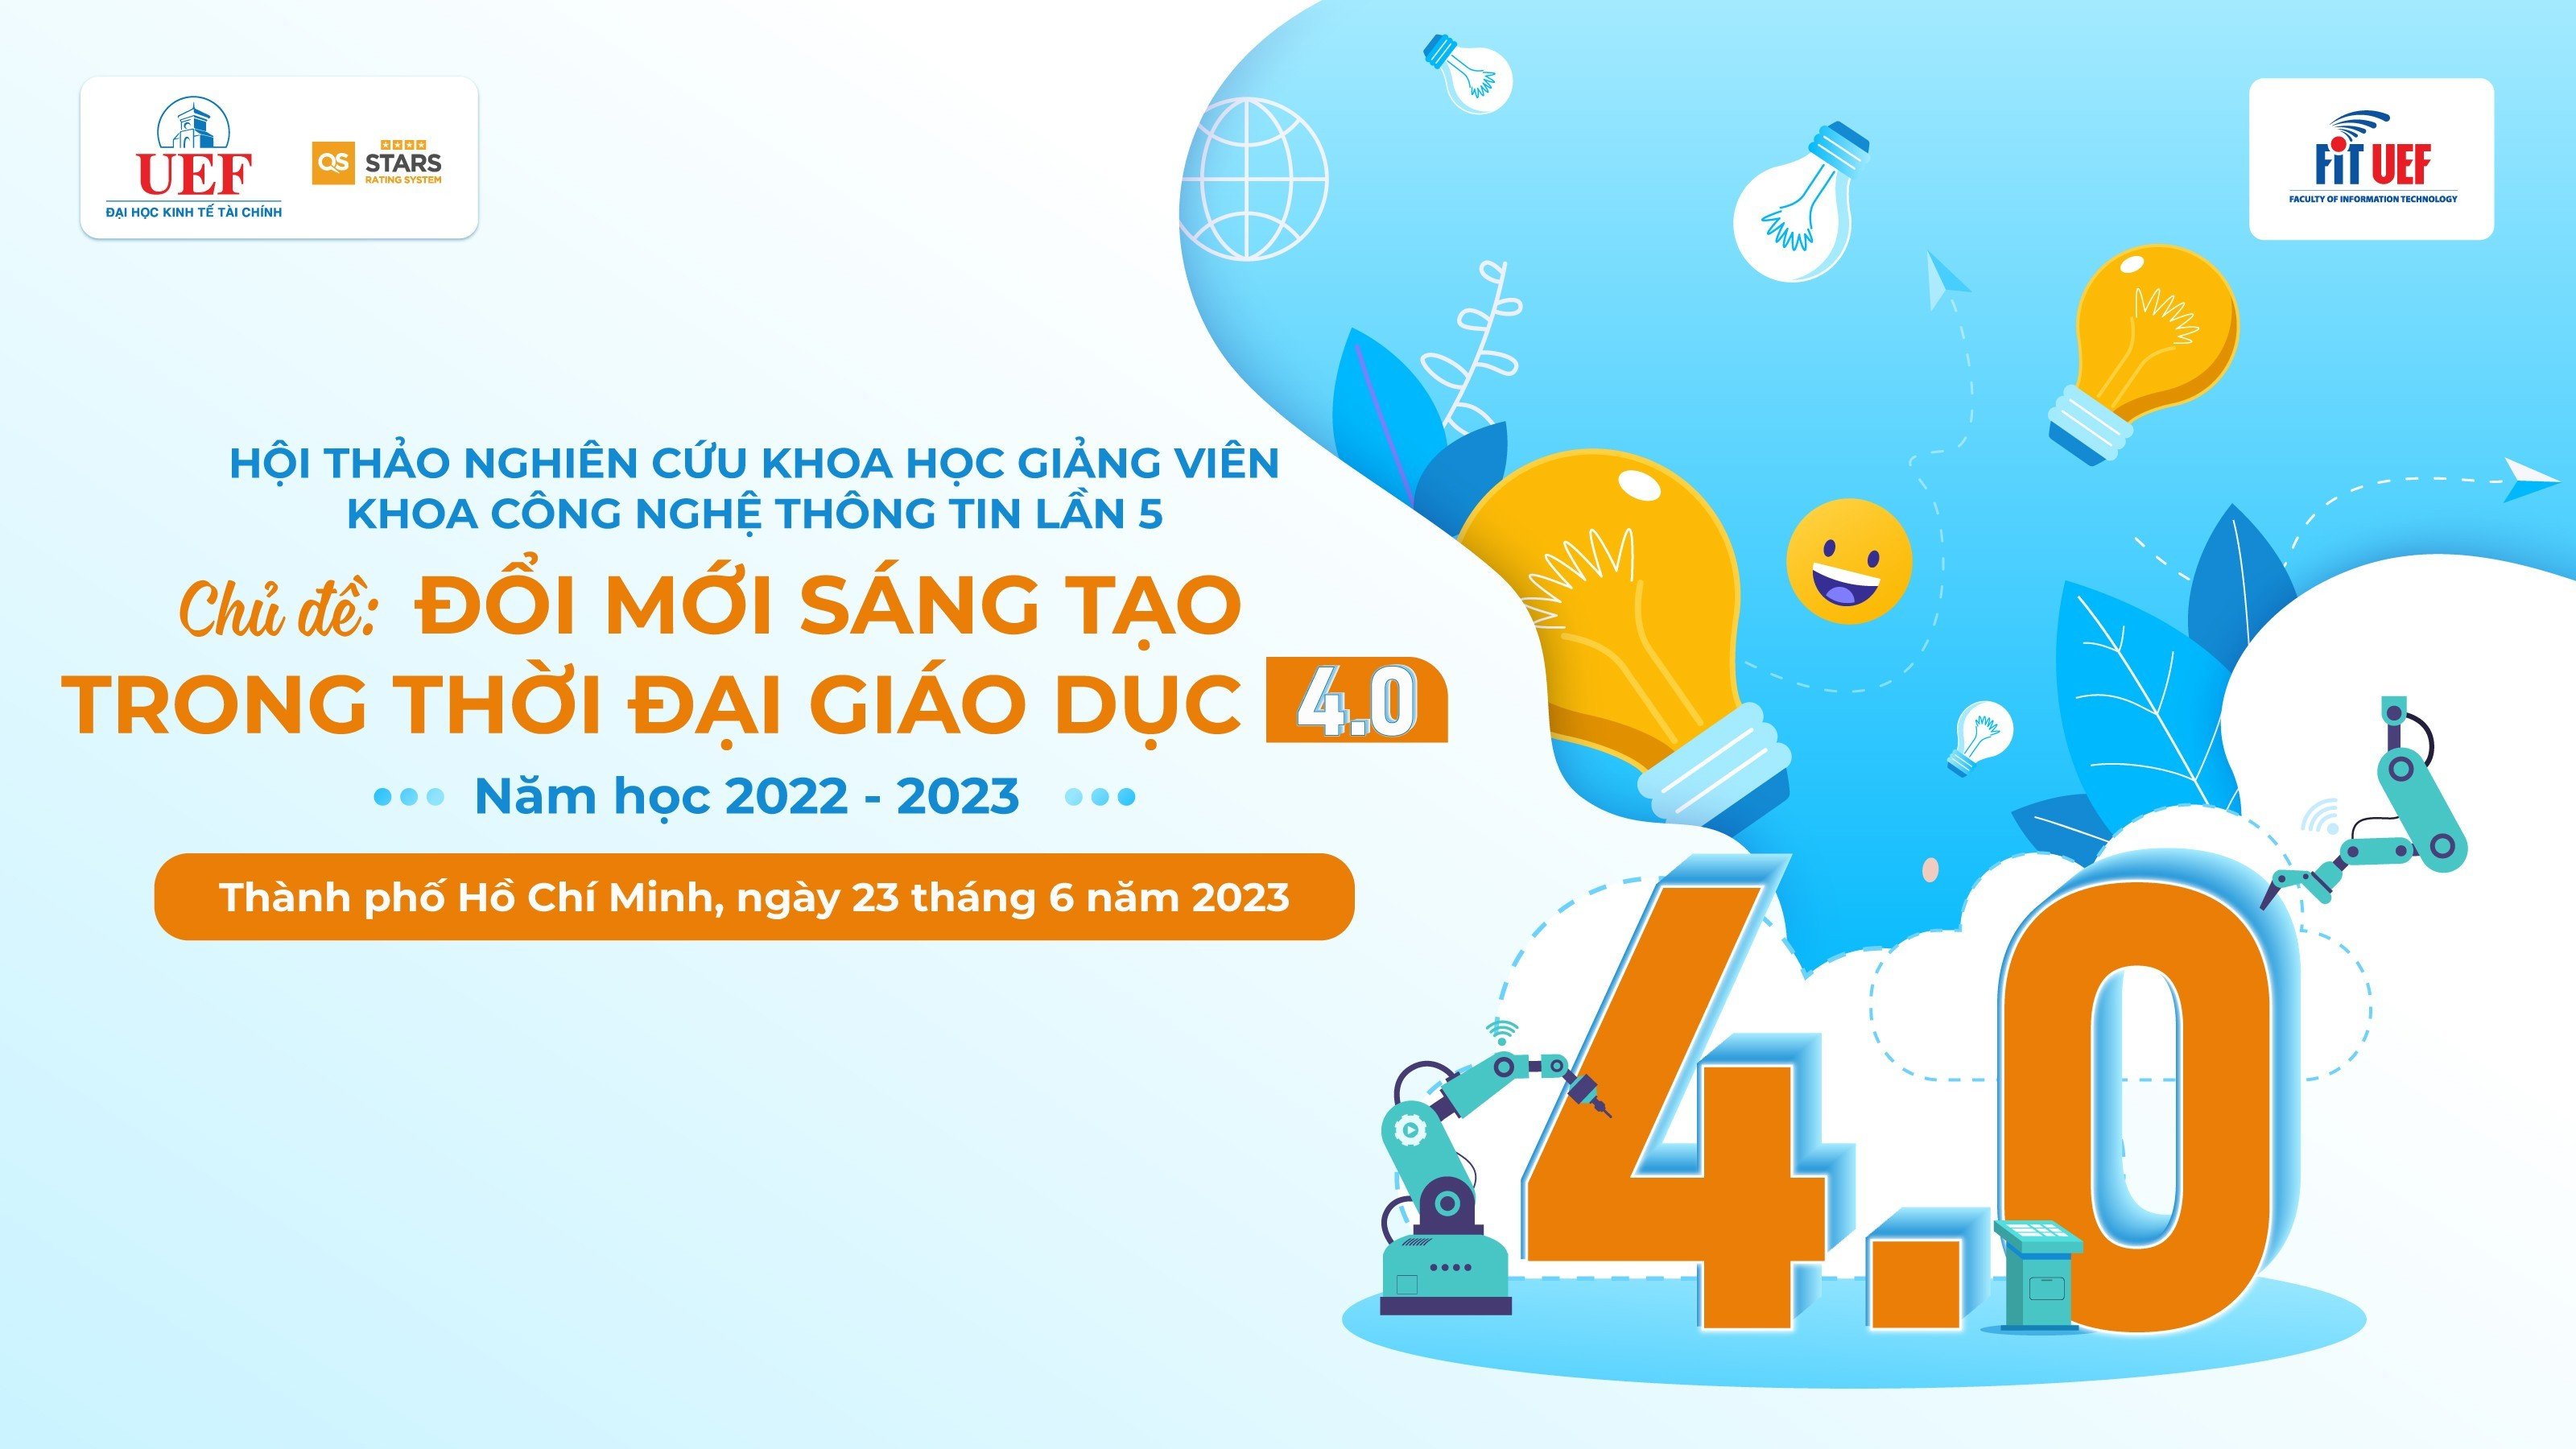 UEF
ĐẠI HỌC KINH TẾ TÀI CHÍNH
QS STARS
RATING SYSTEM
FIT UEF
FACULTY OF INFORMATION TECHNOLOGY
HỘI THẢO NGHIÊN CỨU KHOA HỌC GIẢNG VIÊN
KHOA CÔNG NGHỆ THÔNG TIN LẦN 5
Chủ đề: ĐỔI MỚI SÁNG TẠO
TRONG THỜI ĐẠI GIÁO DỤC 4.0
Năm học 2022 - 2023
Thành phố Hồ Chí Minh, ngày 23 tháng 6 năm 2023
4.0